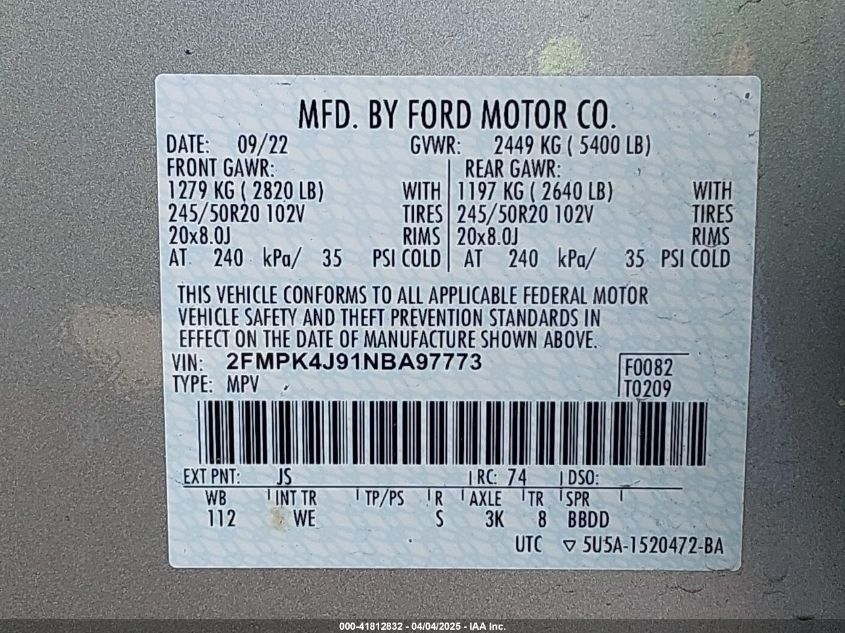 MFD. BY FORD MOTOR CO.
DATE: 09/22 GVWR: 2449 KG ( 5400 LB)
FRONT GAWR: REAR GAWR:
1279 KG ( 2820 LB) WITH 1197 KG ( 2640 LB) WITH
245/50R20 102V TIRES 245/50R20 102V TIRES
20x8.0J RIMS 20x8.0J RIMS
AT 240 kPa/ 35 PSI COLD AT 240 kPa/ 35 PSI COLD
THIS VEHICLE CONFORMS TO ALL APPLICABLE FEDERAL MOTOR
VEHICLE SAFETY AND THEFT PREVENTION STANDARDS IN
EFFECT ON THE DATE OF MANUFACTURE SHOWN ABOVE.
VIN: 2FMPK4J91NBA97773 F0082
TYPE: MPV T0209
EXT PNT: JS RC: 74 DSO:
WB INT TR TP/PS R AXLE TR SPR
112 WE S 3K 8 BBDD
UTC ▽ 5U5A-1520472-BA
000-41812832 - 04/04/2025 - IAA Inc.